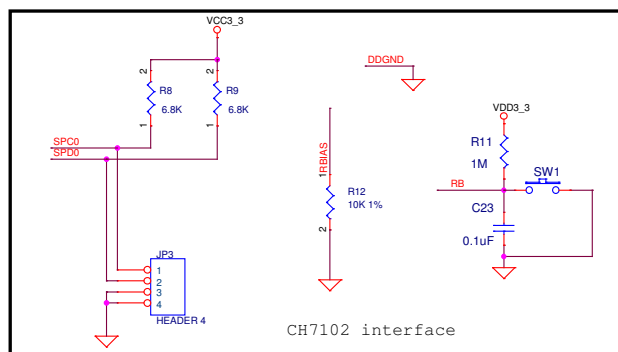 VCC3_3
DDGND
2
2
R8
R9
6.8K
6.8K
1
1
SPC0
SPD0
VDD3_3
R11
1M
SW1
RB
C23
0.1uF
RBIAS
1
R12
10K 1%
2
JP3
1
2
3
4
HEADER 4
CH7102 interface